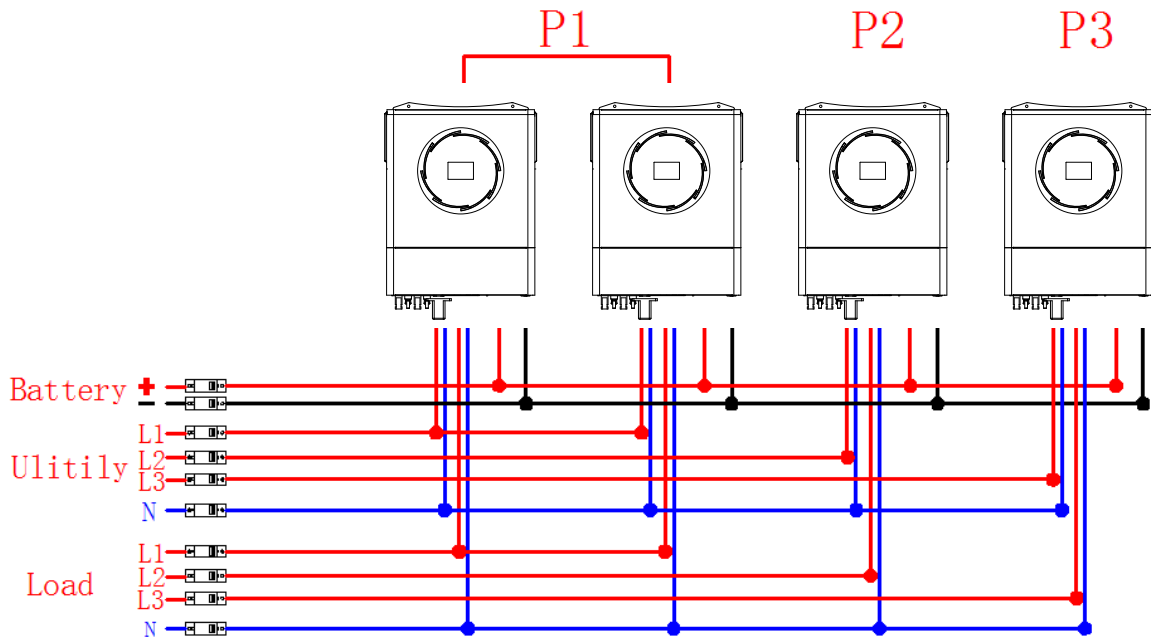 P1 P2 P3
Battery + −
L1
Ulitily L2
L3
N
L1
Load L2
L3
N